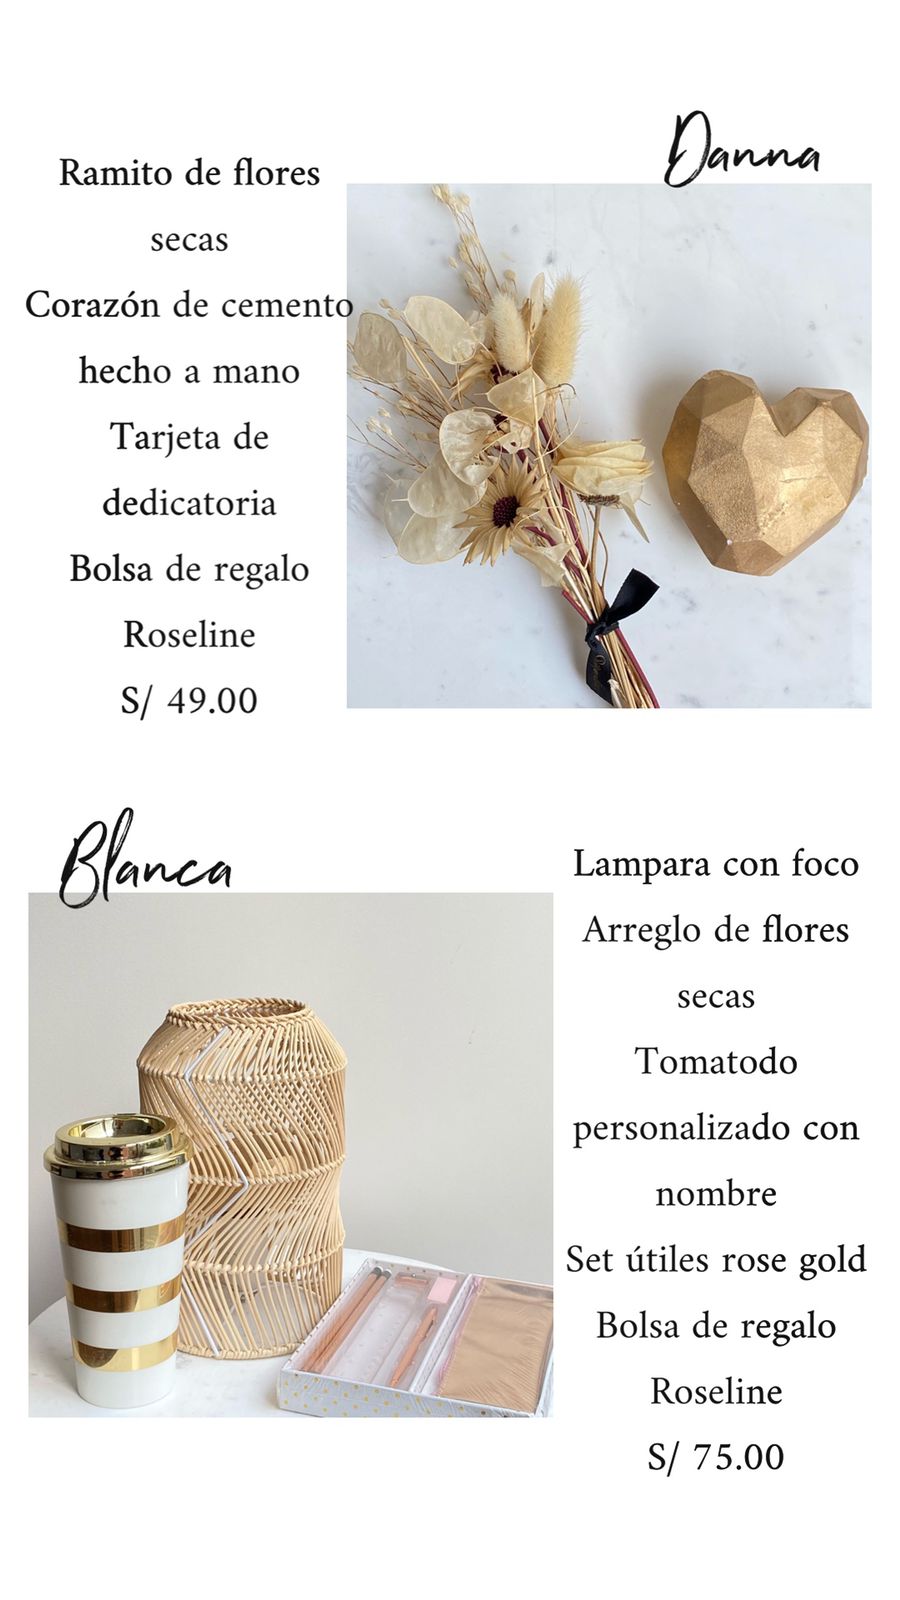 Danna
Ramito de flores
secas
Corazón de cemento
hecho a mano
Tarjeta de
dedicatoria
Bolsa de regalo
Roseline
S/ 49.00
Blanca
Lampara con foco
Arreglo de flores
secas
Tomatodo
personalizado con
nombre
Set útiles rose gold
Bolsa de regalo
Roseline
S/ 75.00